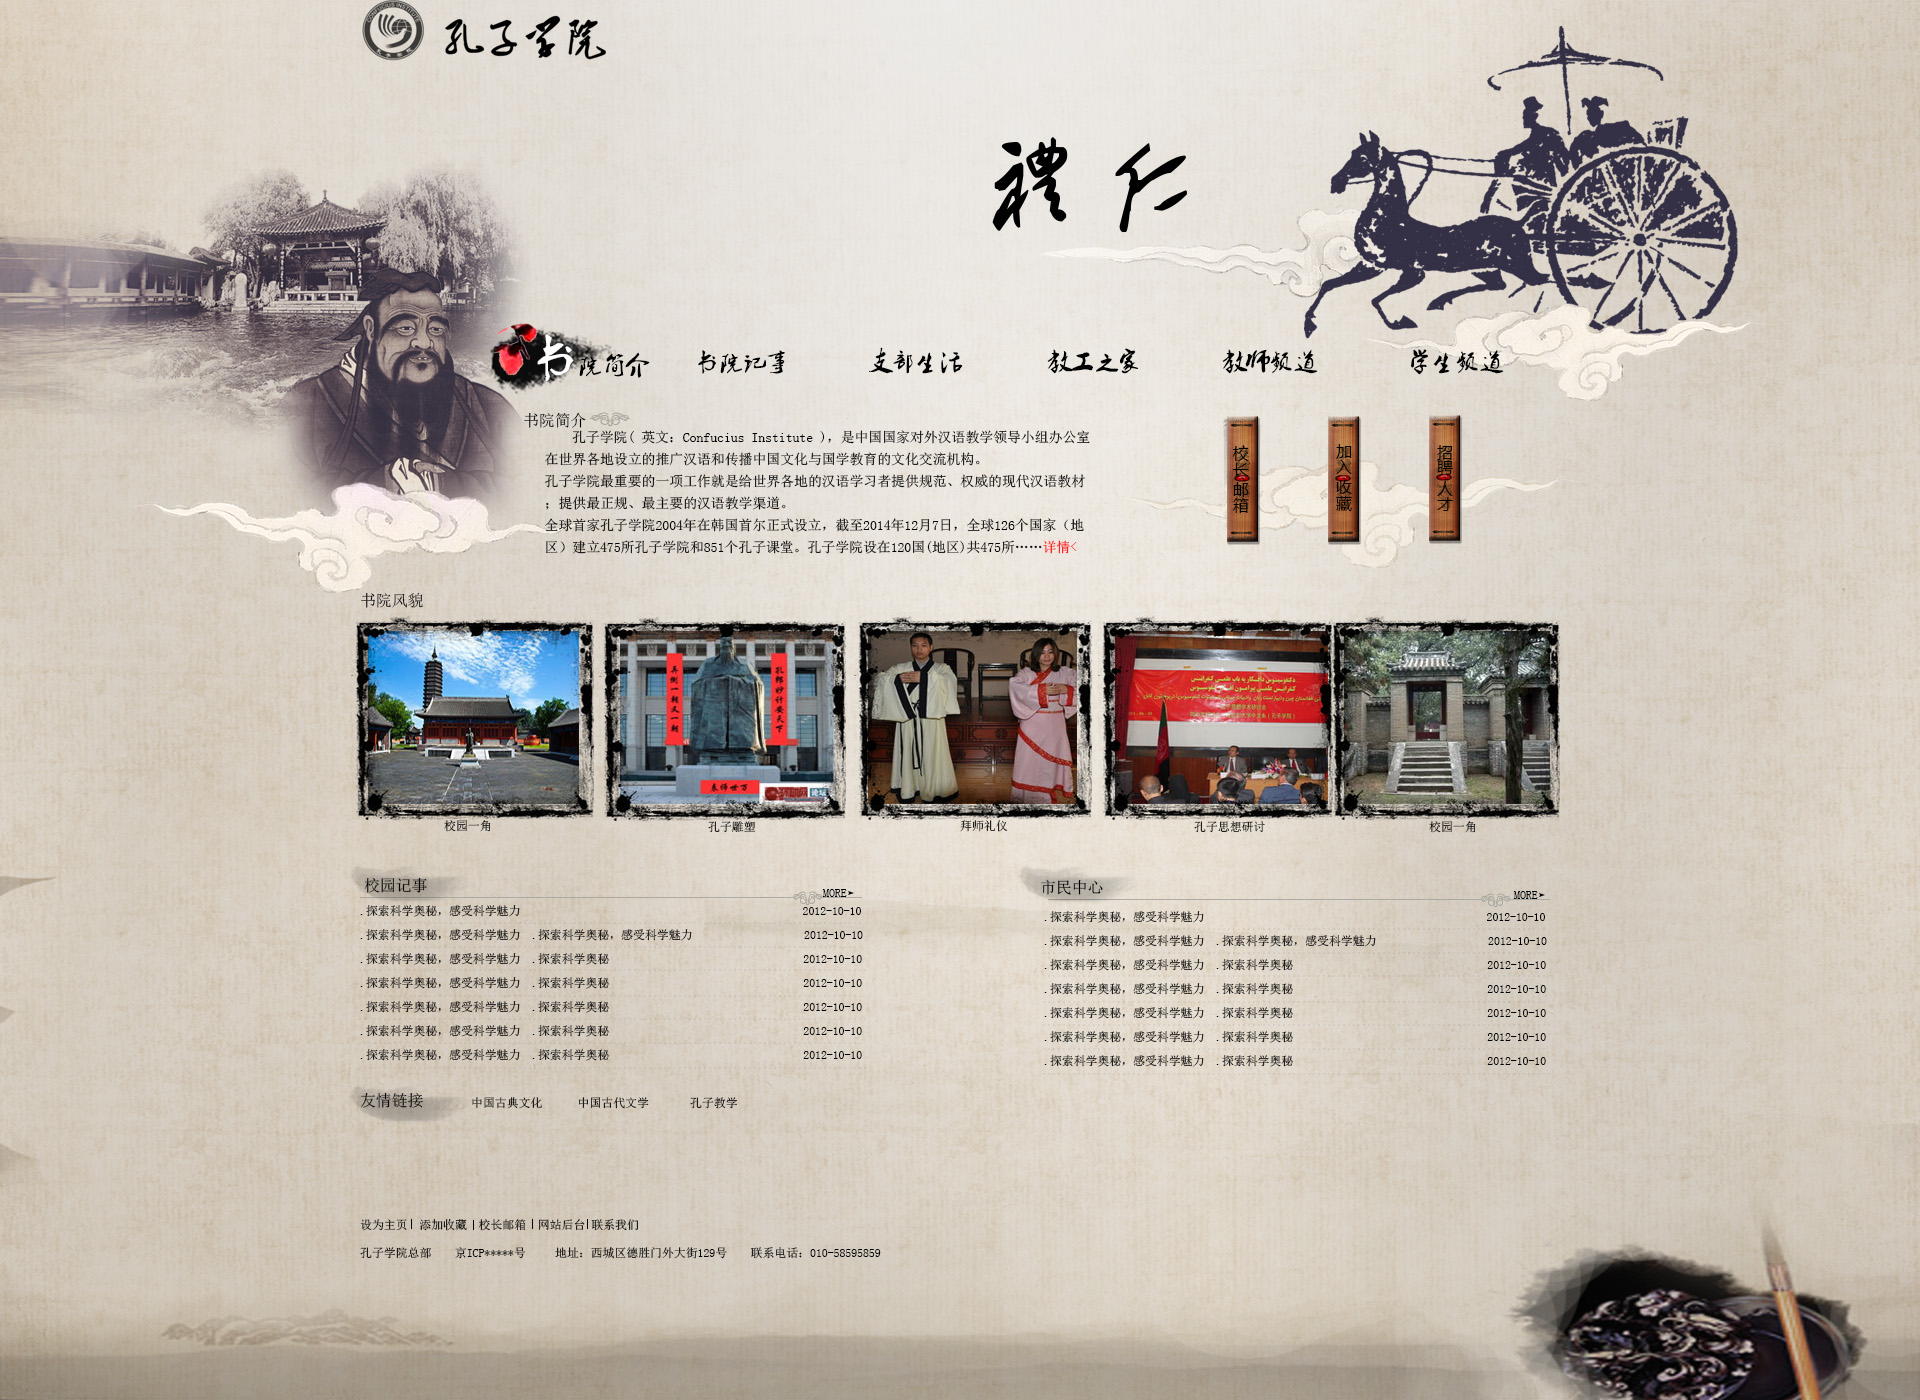 孔子学院
禮 仁
书院简介
书院记事
支部生活
教工之家
教师频道
学生频道
书院简介
孔子学院( 英文: Confucius Institute ), 是中国国家对外汉语教学领导小组办公室
在世界各地设立的推广汉语和传播中国文化与国学教育的文化交流机构。
孔子学院最重要的一项工作就是给世界各地的汉语学习者提供规范、权威的现代汉语教材
; 提供最正规、最主要的汉语教学渠道。
全球首家孔子学院2004年在韩国首尔正式设立, 截至2014年12月7日, 全球126个国家（地
区）建立475所孔子学院和851个孔子课堂。孔子学院设在120国(地区)共475所……详情<
校长邮箱
加入收藏
招聘人才
书院风貌
孔郎妙计安天下
弄倒一朝又一朝
表师世万
论坛
校园一角
孔子雕塑
拜师礼仪
孔子思想研讨
校园一角
校园记事
MORE►
.探索科学奥秘, 感受科学魅力 2012-10-10
.探索科学奥秘, 感受科学魅力 .探索科学奥秘, 感受科学魅力 2012-10-10
.探索科学奥秘, 感受科学魅力 .探索科学奥秘 2012-10-10
.探索科学奥秘, 感受科学魅力 .探索科学奥秘 2012-10-10
.探索科学奥秘, 感受科学魅力 .探索科学奥秘 2012-10-10
.探索科学奥秘, 感受科学魅力 .探索科学奥秘 2012-10-10
.探索科学奥秘, 感受科学魅力 .探索科学奥秘 2012-10-10
市民中心
MORE►
.探索科学奥秘, 感受科学魅力 2012-10-10
.探索科学奥秘, 感受科学魅力 .探索科学奥秘, 感受科学魅力 2012-10-10
.探索科学奥秘, 感受科学魅力 .探索科学奥秘 2012-10-10
.探索科学奥秘, 感受科学魅力 .探索科学奥秘 2012-10-10
.探索科学奥秘, 感受科学魅力 .探索科学奥秘 2012-10-10
.探索科学奥秘, 感受科学魅力 .探索科学奥秘 2012-10-10
.探索科学奥秘, 感受科学魅力 .探索科学奥秘 2012-10-10
友情链接 中国古典文化 中国古代文学 孔子教学
设为主页| 添加收藏 | 校长邮箱 | 网站后台|联系我们
孔子学院总部 京ICP*****号 地址: 西城区德胜门外大街129号 联系电话: 010-58595859